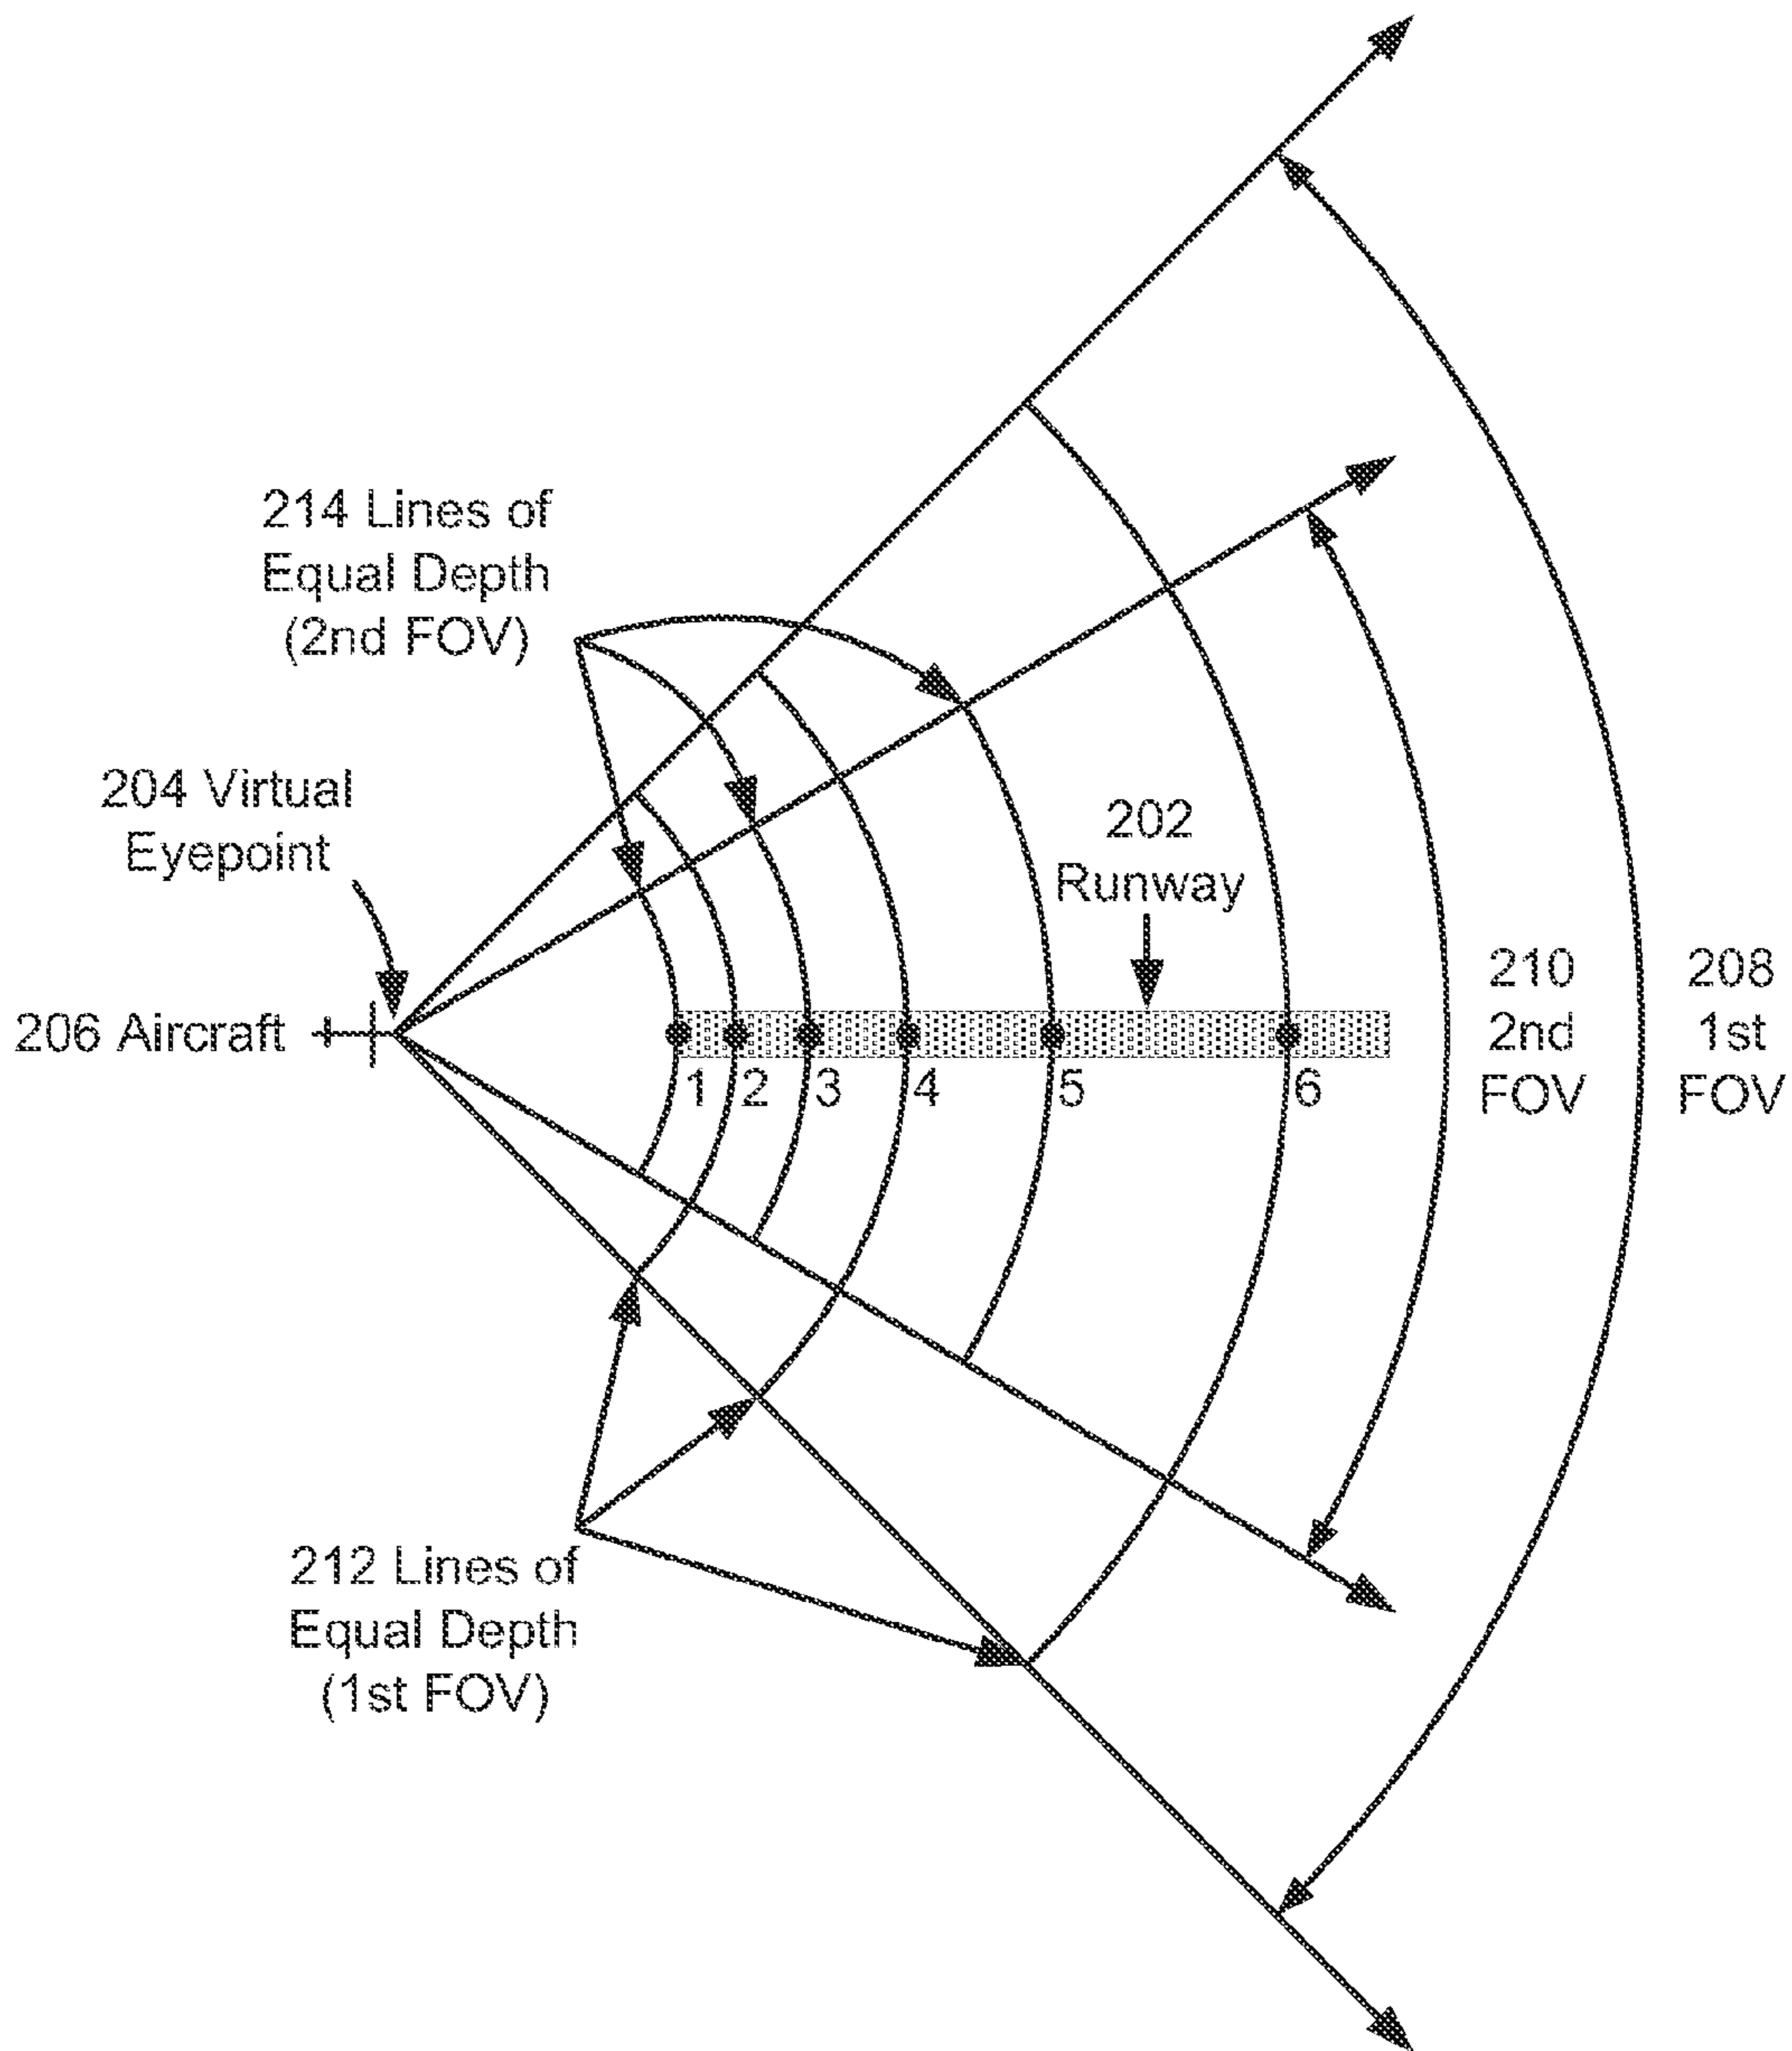 214 Lines of
Equal Depth
(2nd FOV)
204 Virtual
Eyepoint
202
Runway
206 Aircraft
1
2
3
4
5
6
210
2nd
FOV
208
1st
FOV
212 Lines of
Equal Depth
(1st FOV)